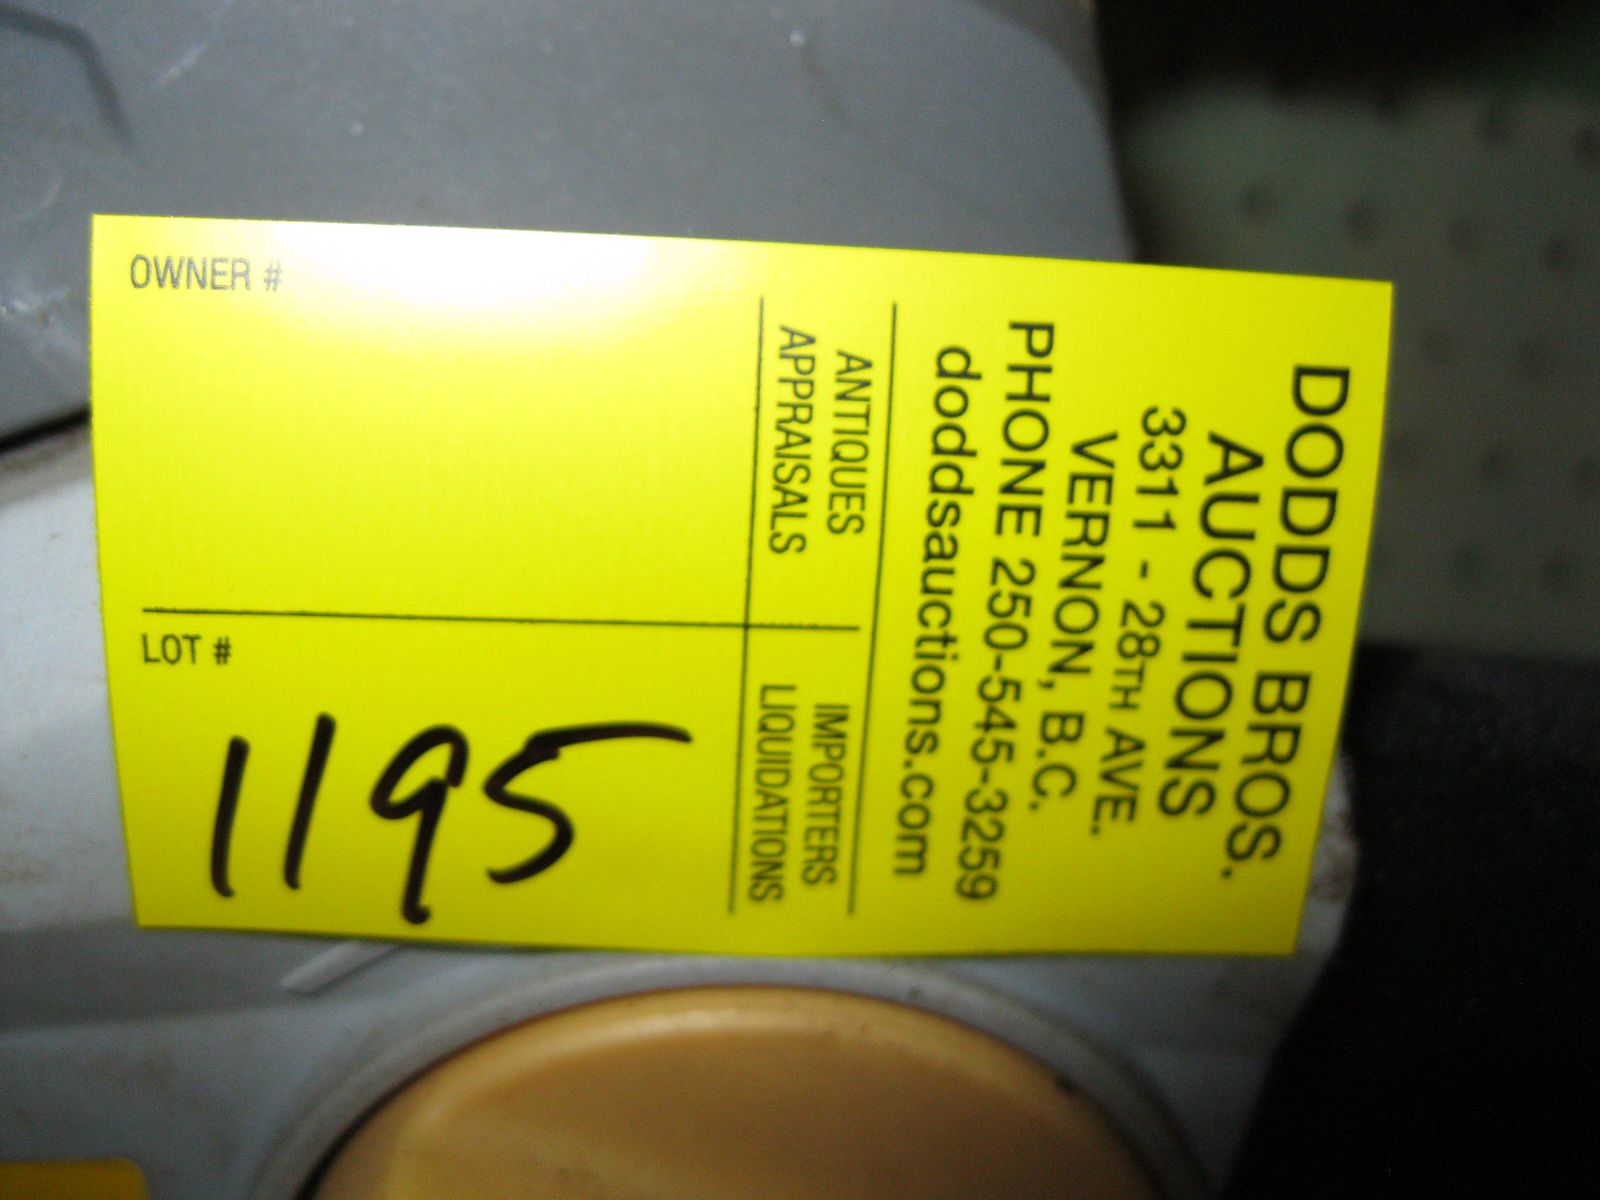 DODDS BROS.
AUCTIONS
3311 - 28TH AVE.
VERNON, B.C.
PHONE 250-545-3259
doddsauctions.com
ANTIQUES
APPRAISALS
IMPORTERS
LIQUIDATIONS
OWNER #
LOT #
1195